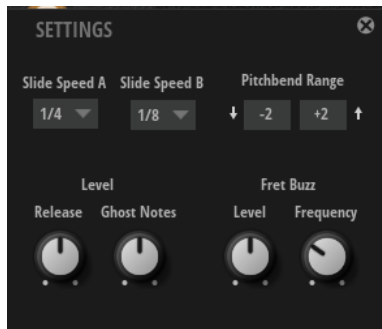 SETTINGS
Slide Speed A Slide Speed B Pitchbend Range
1/4 1/8 -2 +2
Level Fret Buzz
Release Ghost Notes Level Frequency